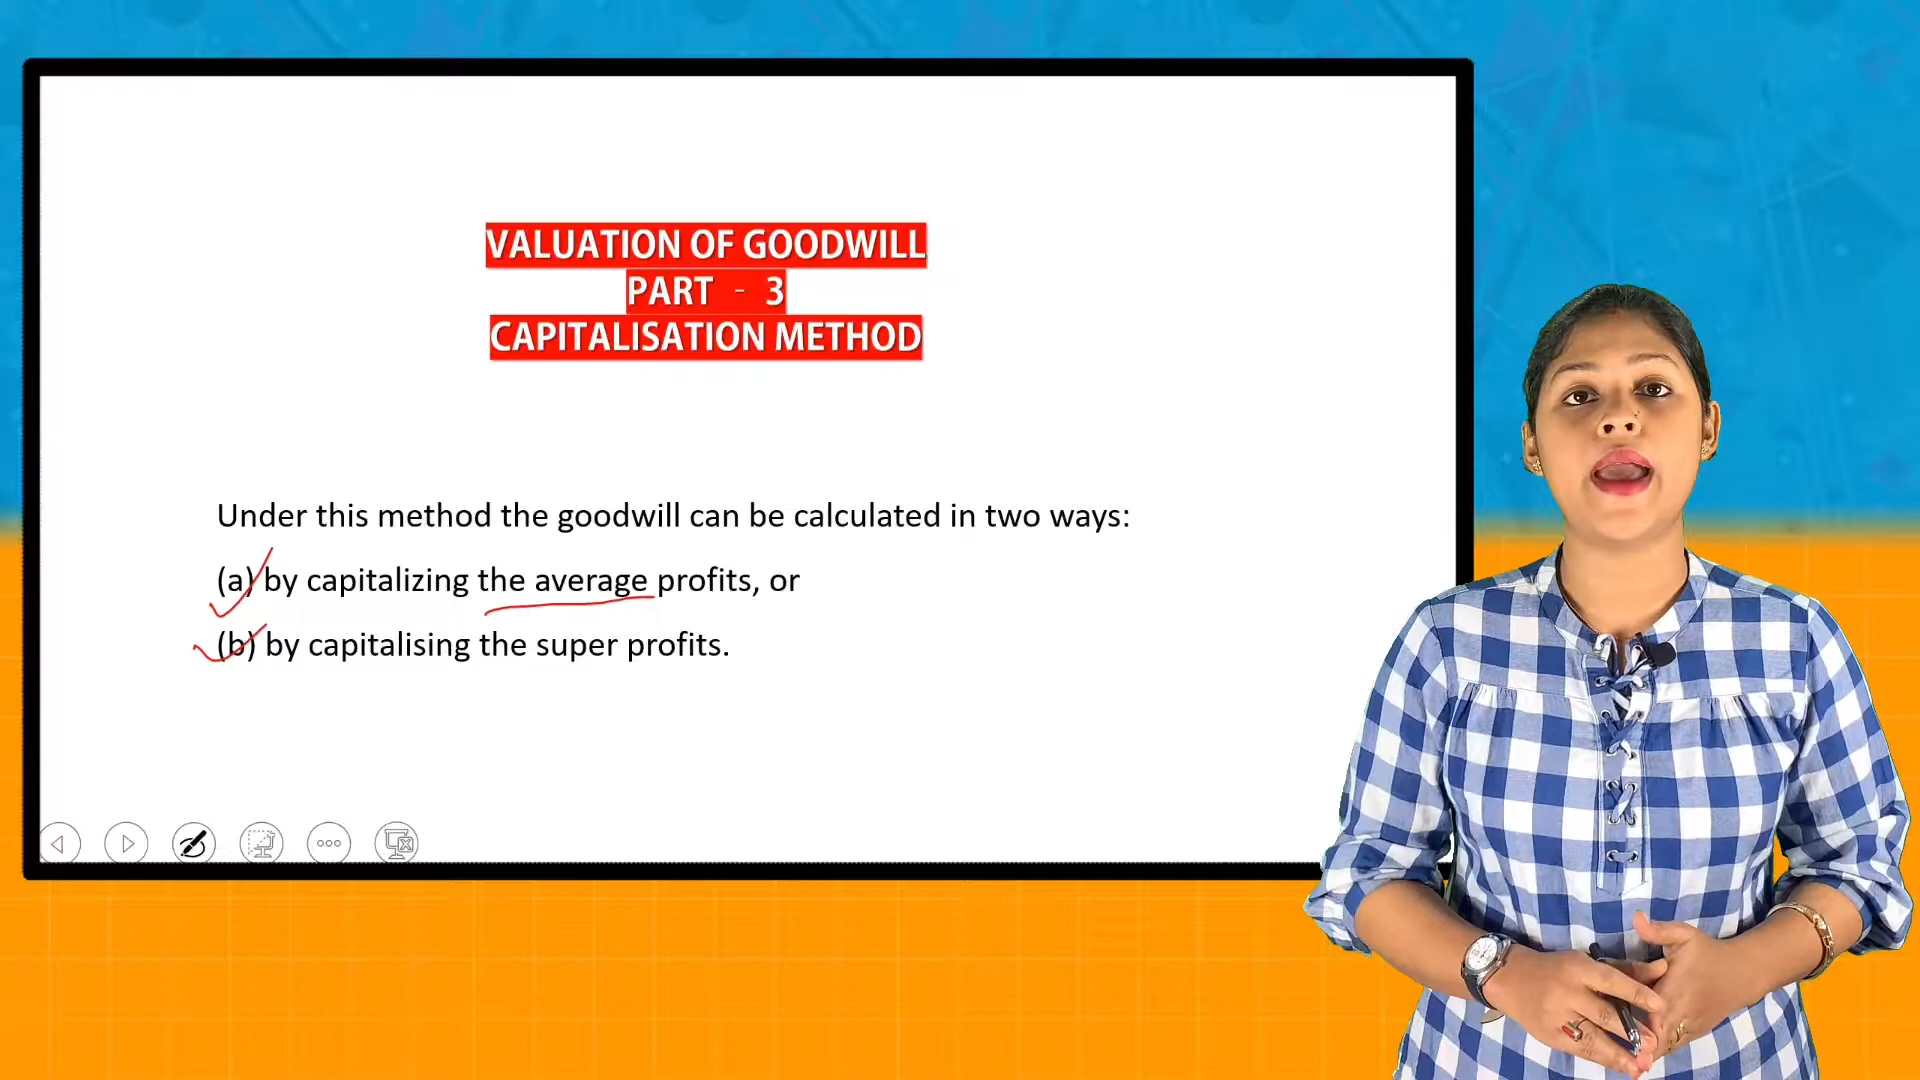 VALUATION OF GOODWILL
PART - 3
CAPITALISATION METHOD
Under this method the goodwill can be calculated in two ways:
(a) by capitalizing the average profits, or
(b) by capitalising the super profits.